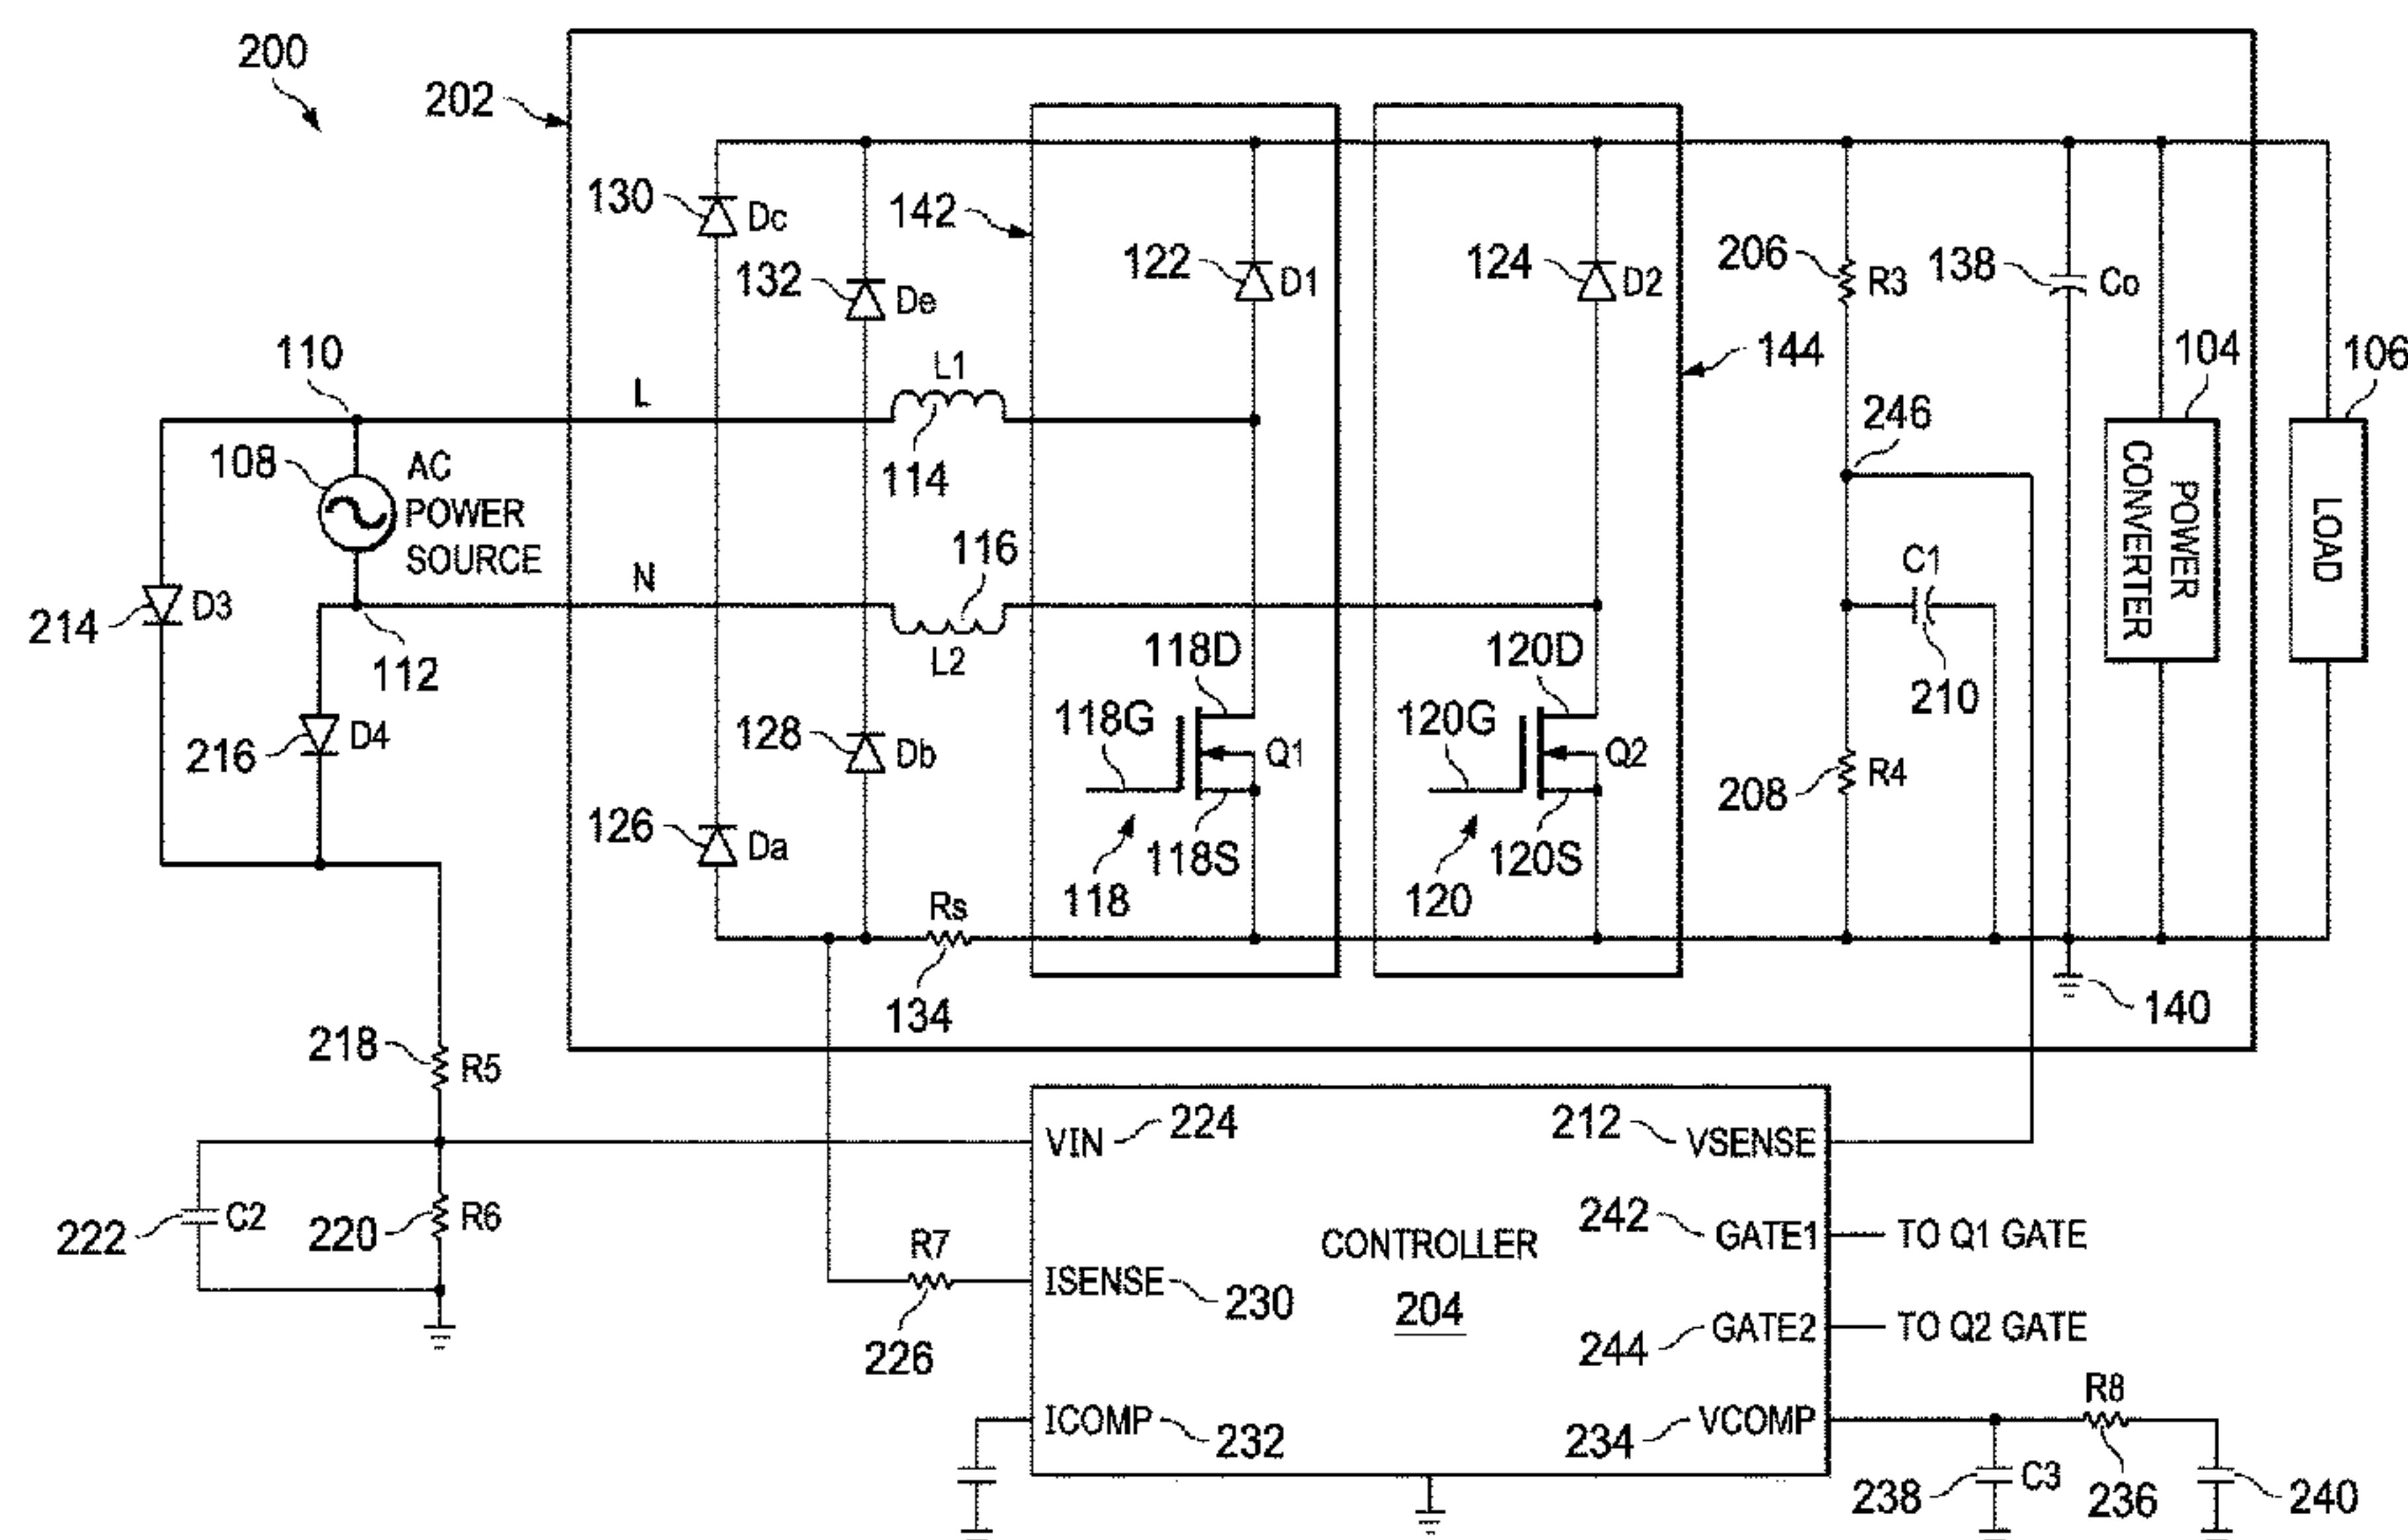 200
202
130
Dc
132
De
142
122
D1
124
D2
206
R3
138
Co
144
104
106
POWER
CONVERTER
LOAD
110
L
L1
114
246
108
AC
POWER
SOURCE
116
N
L2
C1
210
214
D3
112
216
D4
128
Db
118D
118G
Q1
118S
118
120D
120G
Q2
120S
120
208
R4
126
Da
Rs
134
140
218
R5
VIN
224
212
VSENSE
222
C2
220
R6
242
GATE1
TO Q1 GATE
R7
226
ISENSE
230
CONTROLLER
204
244
GATE2
TO Q2 GATE
ICOMP
232
234
VCOMP
R8
238
C3
236
240